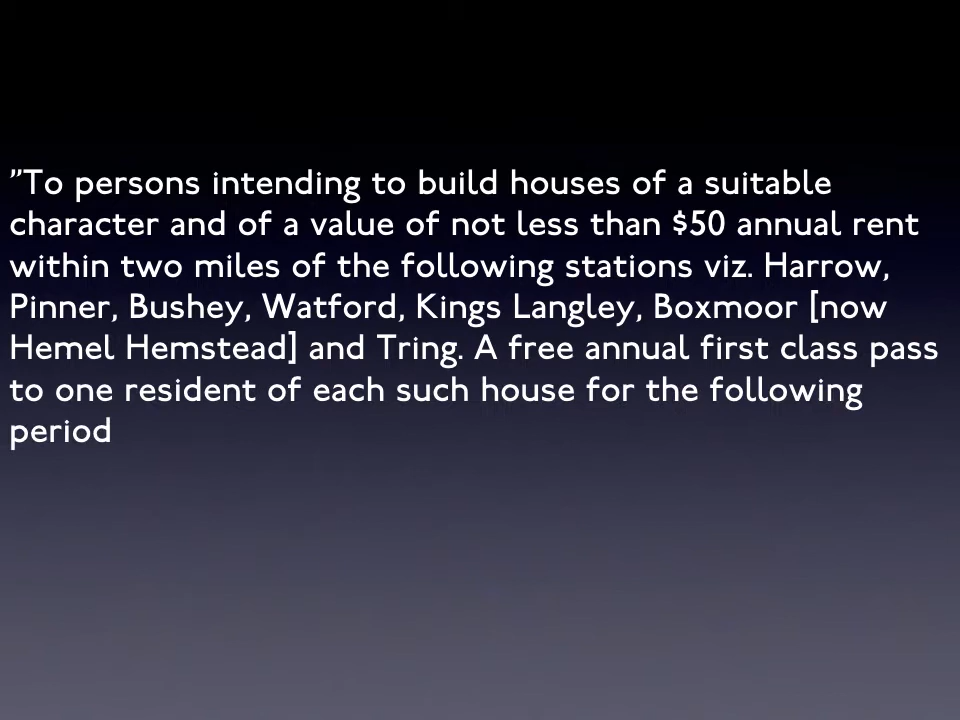 ”To persons intending to build houses of a suitable
character and of a value of not less than $50 annual rent
within two miles of the following stations viz. Harrow,
Pinner, Bushey, Watford, Kings Langley, Boxmoor [now
Hemel Hemstead] and Tring. A free annual first class pass
to one resident of each such house for the following
period